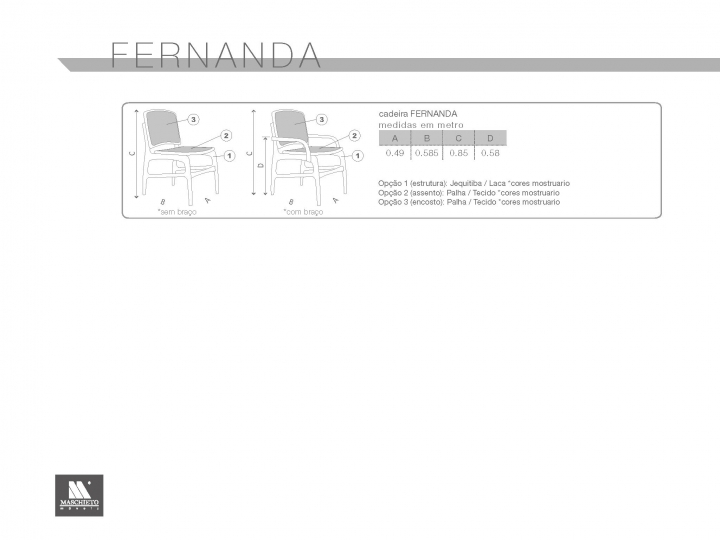 FERNANDA
3
2
1
C
B
A
*sem braço
3
2
1
C
D
B
A
*com braço
cadeira FERNANDA
medidas em metro
A B C D
0.49 0.585 0.85 0.58
Opção 1 (estrutura): Jequitiba / Laca *cores mostruario
Opção 2 (assento): Palha / Tecido *cores mostruario
Opção 3 (encosto): Palha / Tecido *cores mostruario
MASCHIETO
MÓVEIS